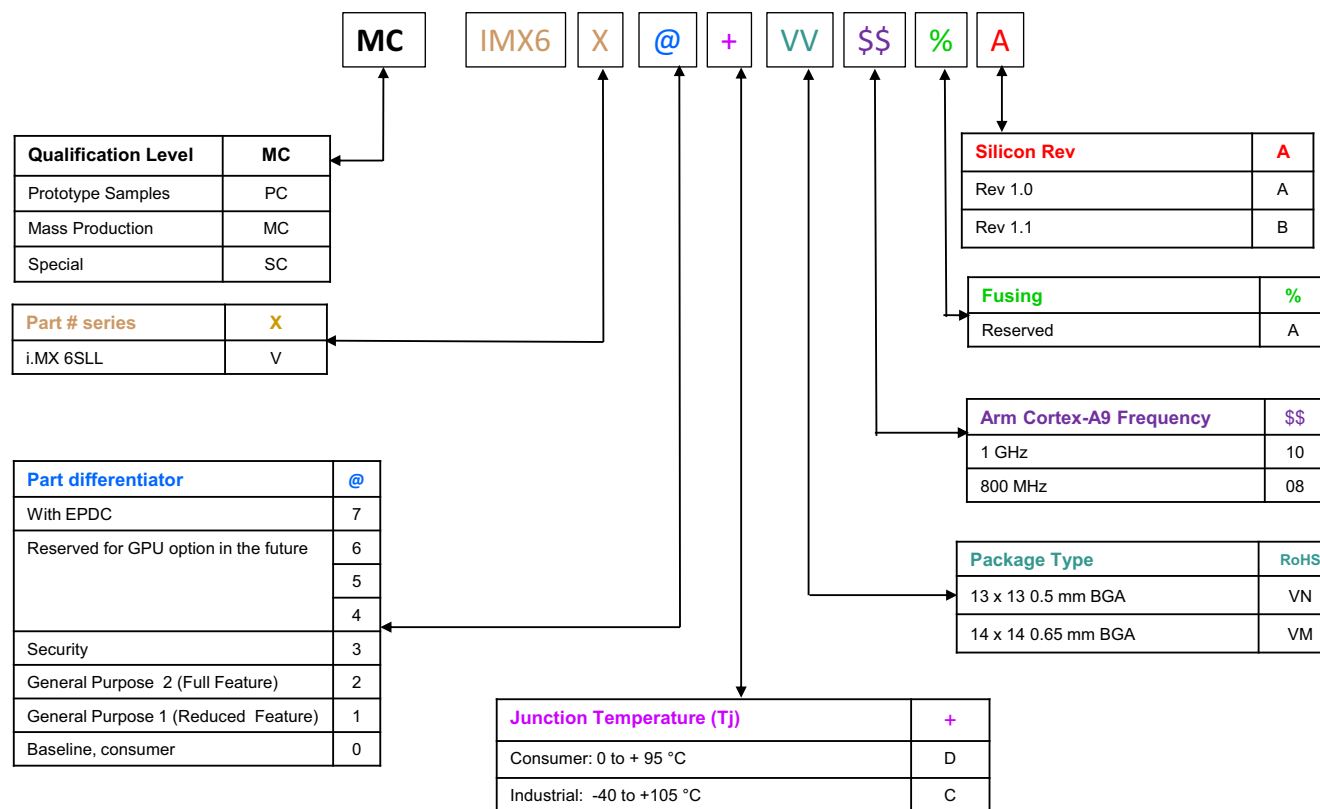 MC IMX6 X @ + VV $$ % A
Qualification Level MC
Prototype Samples PC
Mass Production MC
Special SC
Part # series X
i.MX 6SLL V
Part differentiator @
With EPDC 7
Reserved for GPU option in the future 6
5
4
Security 3
General Purpose 2 (Full Feature) 2
General Purpose 1 (Reduced Feature) 1
Baseline, consumer 0
Junction Temperature (Tj) +
Consumer: 0 to + 95 °C D
Industrial: -40 to +105 °C C
Silicon Rev A
Rev 1.0 A
Rev 1.1 B
Fusing %
Reserved A
Arm Cortex-A9 Frequency $$
1 GHz 10
800 MHz 08
Package Type RoHS
13 x 13 0.5 mm BGA VN
14 x 14 0.65 mm BGA VM